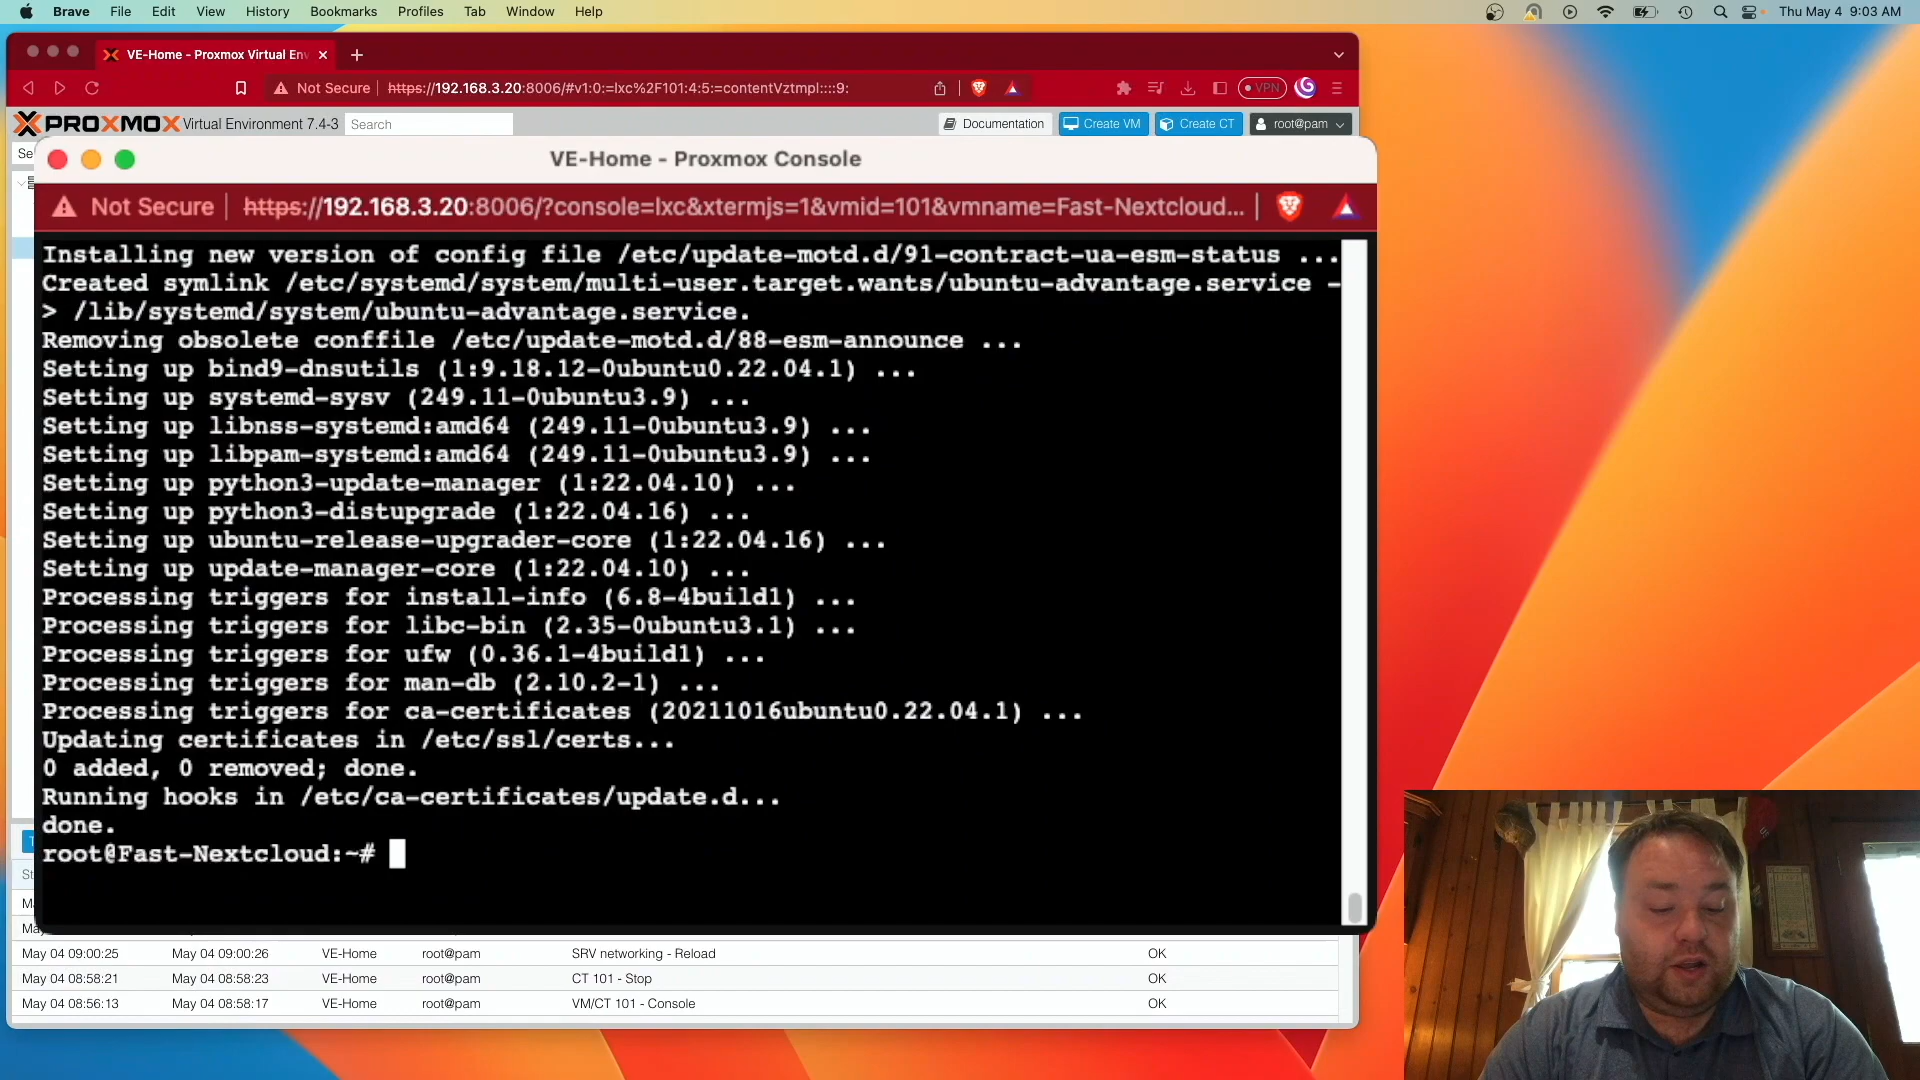 Brave File Edit View History Bookmarks Profiles Tab Window Help Thu May 4 9:03 AM
VE-Home - Proxmox Virtual En
Not Secure https://192.168.3.20:8006/#v1:0:=lxc%2F101:4:5:=contentVztmpl::::9: VPN
PROXMOX Virtual Environment 7.4-3 Search Documentation Create VM Create CT root@pam
Se
VE-Home - Proxmox Console
Not Secure https://192.168.3.20:8006/?console=lxc&xtermjs=1&vmid=101&vmname=Fast-Nextcloud...
Installing new version of config file /etc/update-motd.d/91-contract-ua-esm-status ...
Created symlink /etc/systemd/system/multi-user.target.wants/ubuntu-advantage.service -
> /lib/systemd/system/ubuntu-advantage.service.
Removing obsolete conffile /etc/update-motd.d/88-esm-announce ...
Setting up bind9-dnsutils (1:9.18.12-0ubuntu0.22.04.1) ...
Setting up systemd-sysv (249.11-0ubuntu3.9) ...
Setting up libnss-systemd:amd64 (249.11-0ubuntu3.9) ...
Setting up libpam-systemd:amd64 (249.11-0ubuntu3.9) ...
Setting up python3-update-manager (1:22.04.10) ...
Setting up python3-distupgrade (1:22.04.16) ...
Setting up ubuntu-release-upgrader-core (1:22.04.16) ...
Setting up update-manager-core (1:22.04.10) ...
Processing triggers for install-info (6.8-4build1) ...
Processing triggers for libc-bin (2.35-0ubuntu3.1) ...
Processing triggers for ufw (0.36.1-4build1) ...
Processing triggers for man-db (2.10.2-1) ...
Processing triggers for ca-certificates (20211016ubuntu0.22.04.1) ...
Updating certificates in /etc/ssl/certs...
0 added, 0 removed; done.
Running hooks in /etc/ca-certificates/update.d...
done.
root@Fast-Nextcloud:~#
St
Ma
Ma
May 04 09:00:25 May 04 09:00:26 VE-Home root@pam SRV networking - Reload OK
May 04 08:58:21 May 04 08:58:23 VE-Home root@pam CT 101 - Stop OK
May 04 08:56:13 May 04 08:58:17 VE-Home root@pam VM/CT 101 - Console OK